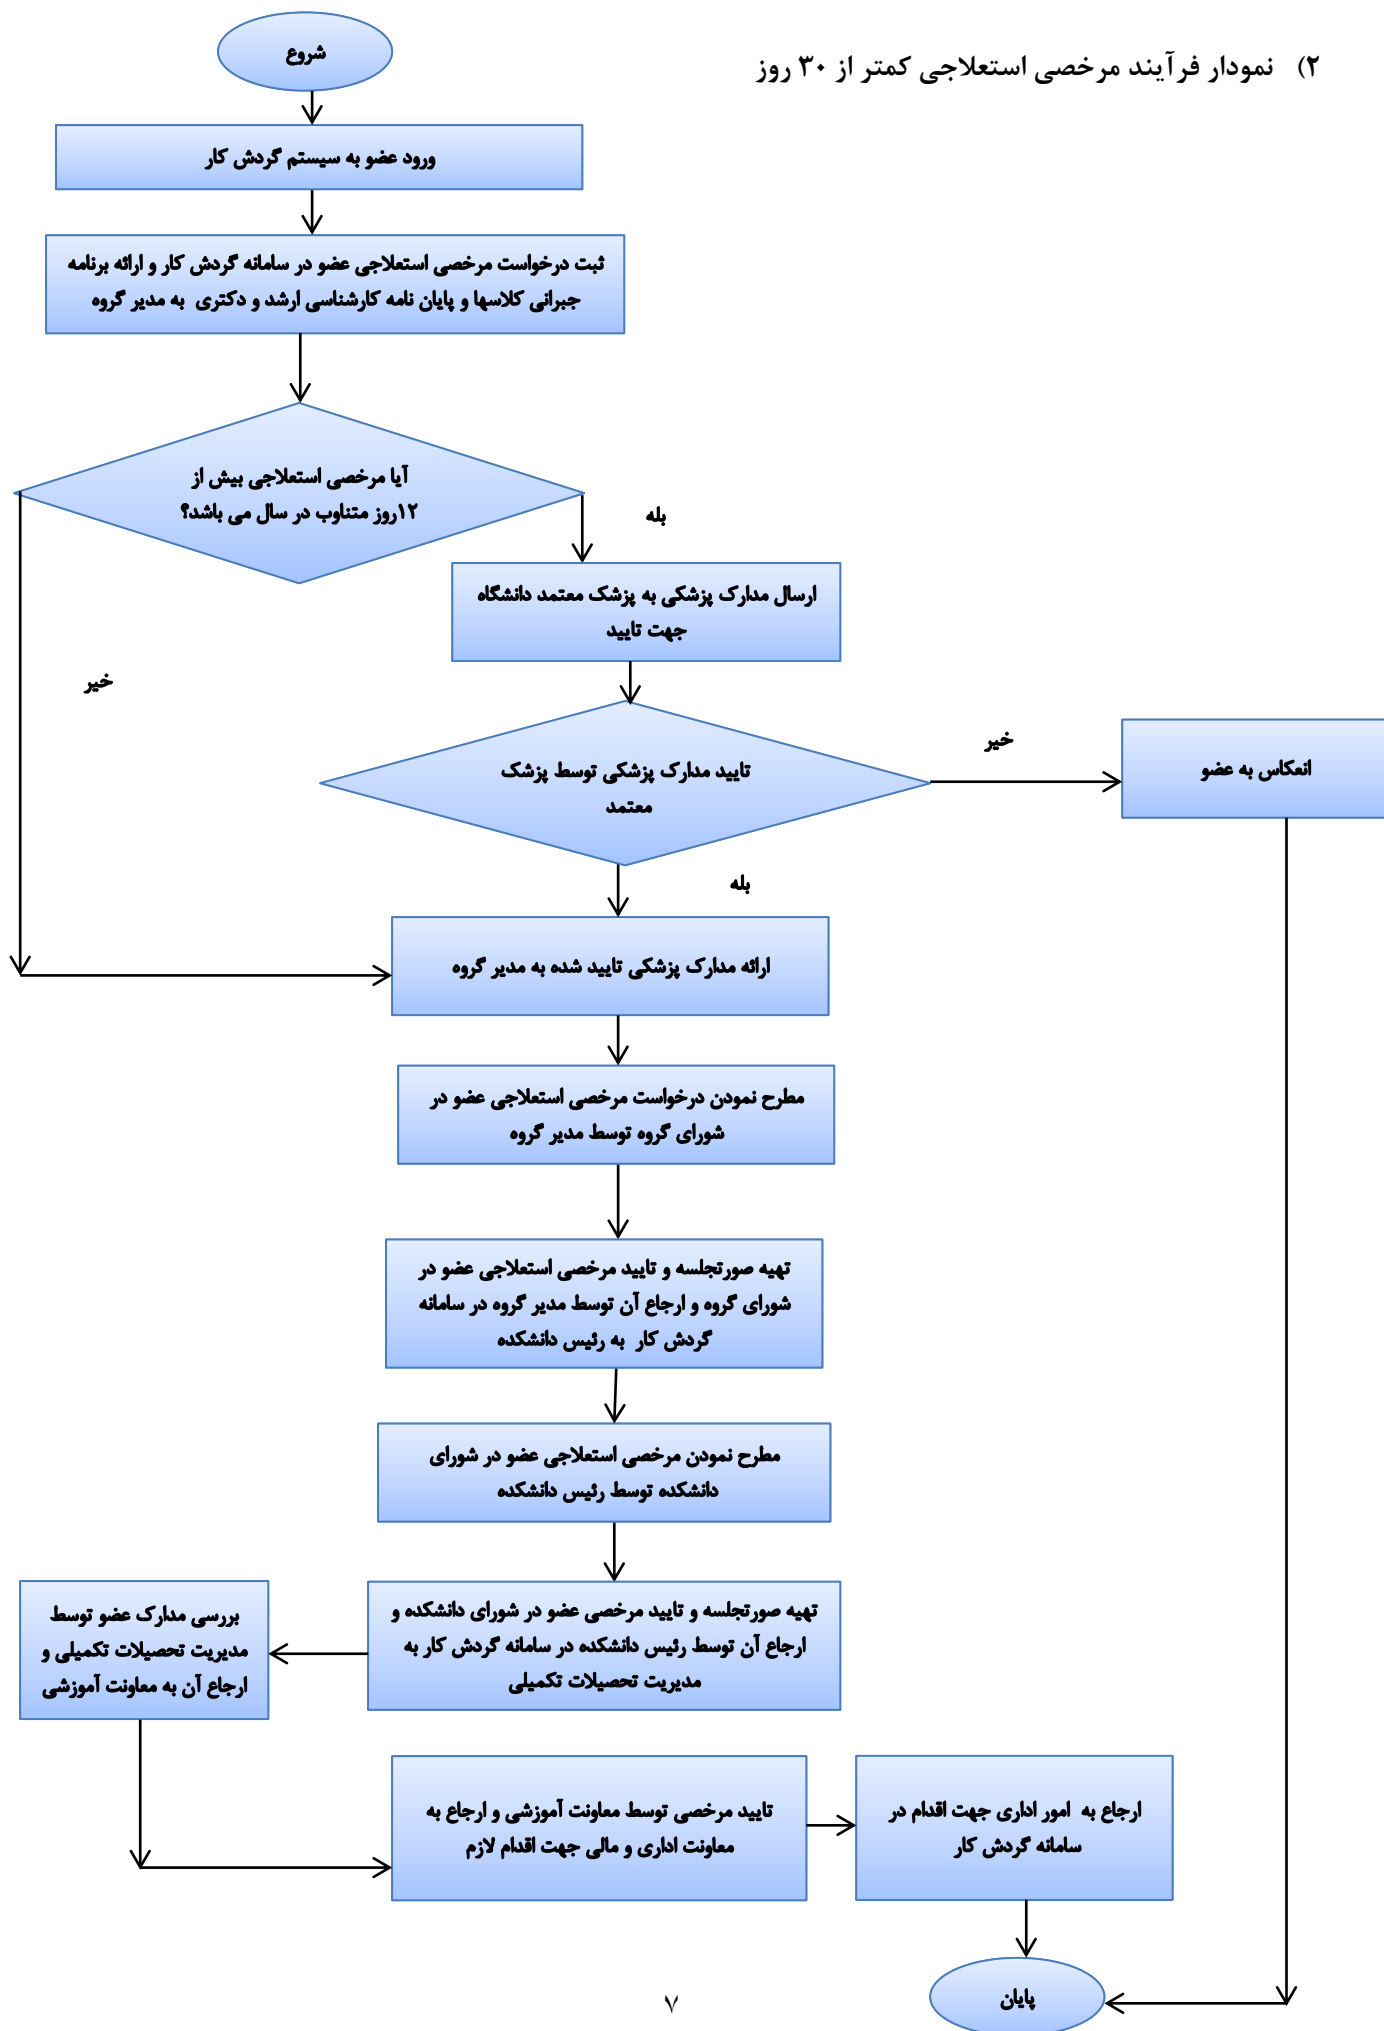 ۲) نمودار فرآیند مرخصی استعلاجی کمتر از ۳۰ روز
شروع
ورود عضو به سیستم گردش کار
ثبت درخواست مرخصی استعلاجی عضو در سامانه گردش کار و ارائه برنامه
جبرانی کلاسها و پایان نامه کارشناسی ارشد و دکتری به مدیر گروه
آیا مرخصی استعلاجی بیش از
۱۲روز متناوب در سال می باشد؟
بله
ارسال مدارک پزشکی به پزشک معتمد دانشگاه
جهت تایید
خیر
تایید مدارک پزشکی توسط پزشک
معتمد
خیر
انعکاس به عضو
بله
ارائه مدارک پزشکی تایید شده به مدیر گروه
مطرح نمودن درخواست مرخصی استعلاجی عضو در
شورای گروه توسط مدیر گروه
تهیه صورتجلسه و تایید مرخصی استعلاجی عضو در
شورای گروه و ارجاع آن توسط مدیر گروه در سامانه
گردش کار به رئیس دانشکده
مطرح نمودن مرخصی استعلاجی عضو در شورای
دانشکده توسط رئیس دانشکده
تهیه صورتجلسه و تایید مرخصی عضو در شورای دانشکده و
ارجاع آن توسط رئیس دانشکده در سامانه گردش کار به
مدیریت تحصیلات تکمیلی
بررسی مدارک عضو توسط
مدیریت تحصیلات تکمیلی و
ارجاع آن به معاونت آموزشی
تایید مرخصی توسط معاونت آموزشی و ارجاع به
معاونت اداری و مالی جهت اقدام لازم
ارجاع به امور اداری جهت اقدام در
سامانه گردش کار
پایان
۷